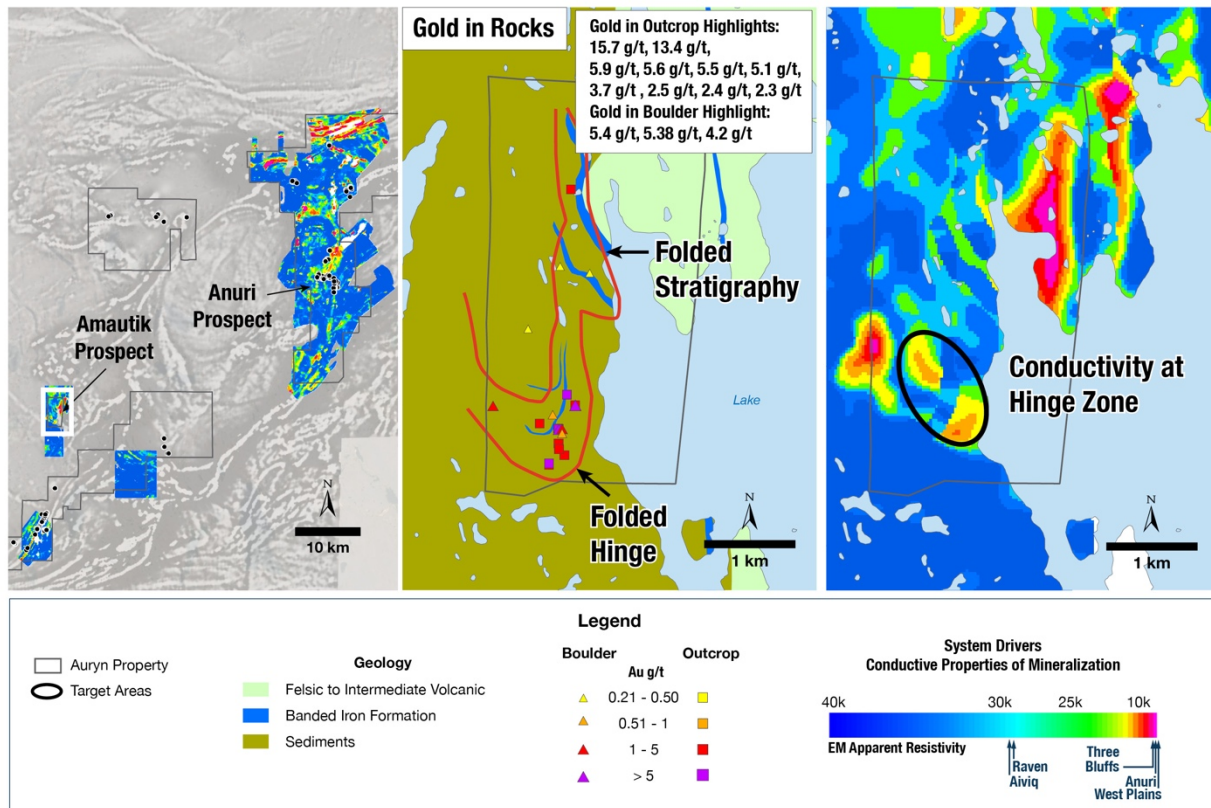 Anuri
Prospect
Amautik
Prospect
N
10 km
Gold in Rocks
Gold in Outcrop Highlights:
15.7 g/t, 13.4 g/t,
5.9 g/t, 5.6 g/t, 5.5 g/t, 5.1 g/t,
3.7 g/t , 2.5 g/t, 2.4 g/t, 2.3 g/t
Gold in Boulder Highlight:
5.4 g/t, 5.38 g/t, 4.2 g/t
Folded
Stratigraphy
Lake
Folded
Hinge
N
1 km
Conductivity at
Hinge Zone
N
1 km
Legend
Auryn Property
Target Areas
Geology
Felsic to Intermediate Volcanic
Banded Iron Formation
Sediments
Boulder Outcrop
Au g/t
0.21 - 0.50
0.51 - 1
1 - 5
> 5
System Drivers
Conductive Properties of Mineralization
40k 30k 25k 10k
EM Apparent Resistivity
Raven
Aiviq
Three
Bluffs
Anuri
West Plains